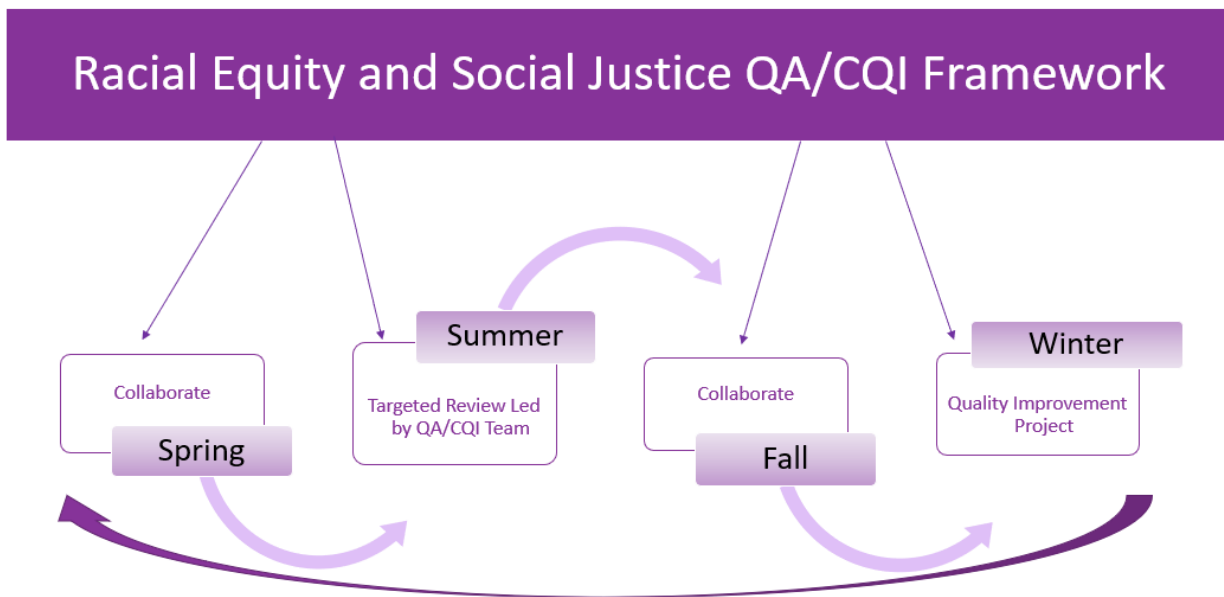 Racial Equity and Social Justice QA/CQI Framework
Collaborate
Spring
Summer
Targeted Review Led
by QA/CQI Team
Collaborate
Fall
Winter
Quality Improvement
Project